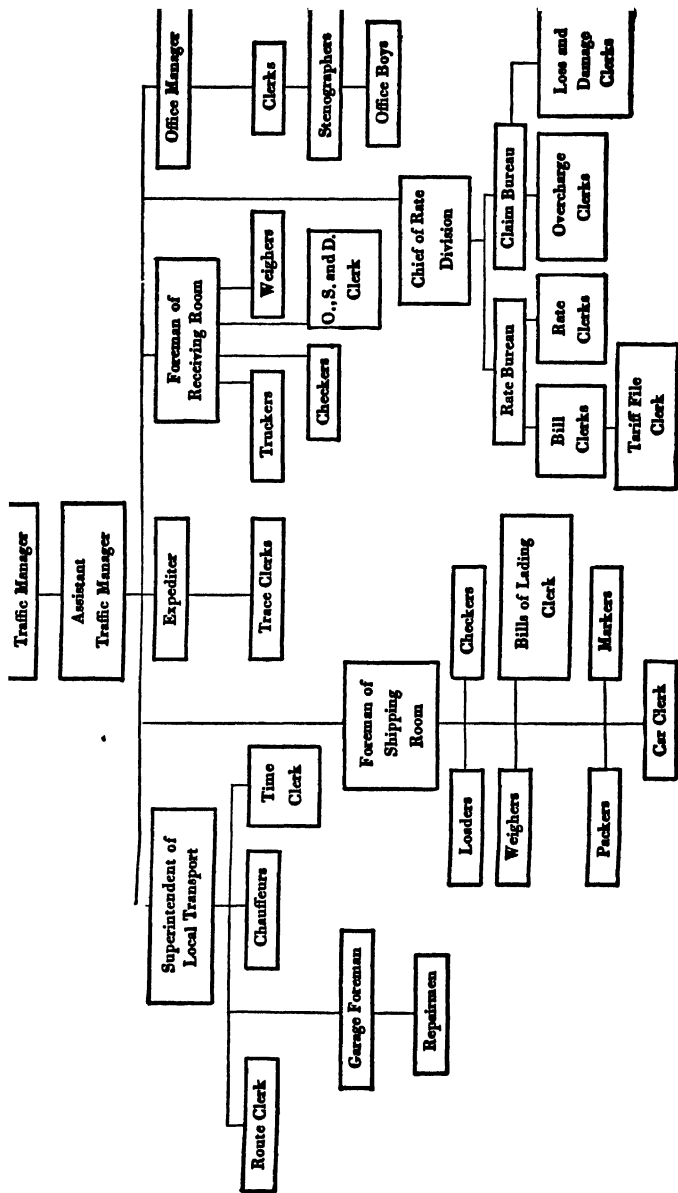 Traffic Manager
Assistant
Traffic Manager
Superintendent of
Local Transport
Expediter
Foreman of
Receiving Room
Office Manager
Route Clerk
Chauffeurs
Time
Clerk
Trace Clerks
Truckers
Weighers
Clerks
Checkers
O., S. and D.
Clerk
Stenographers
Garage Foreman
Foreman of
Shipping
Room
Office Boys
Repairmen
Chief of Rate
Division
Loaders
Checkers
Weighers
Bills of Lading
Clerk
Rate Bureau
Claim Bureau
Bill
Clerks
Rate
Clerks
Overcharge
Clerks
Loss and
Damage
Clerks
Packers
Markers
Tariff File
Clerk
Car Clerk